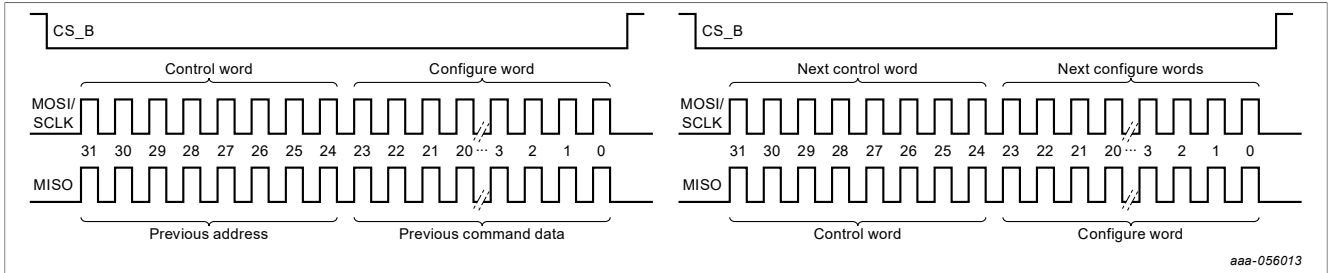 CS_B
CS_B
Control word
Configure word
Next control word
Next configure words
MOSI/
SCLK
MOSI/
SCLK
31 30 29 28 27 26 25 24 23 22 21 20 ... 3 2 1 0
31 30 29 28 27 26 25 24 23 22 21 20 ... 3 2 1 0
MISO
MISO
Previous address
Previous command data
Control word
Configure word
aaa-056013